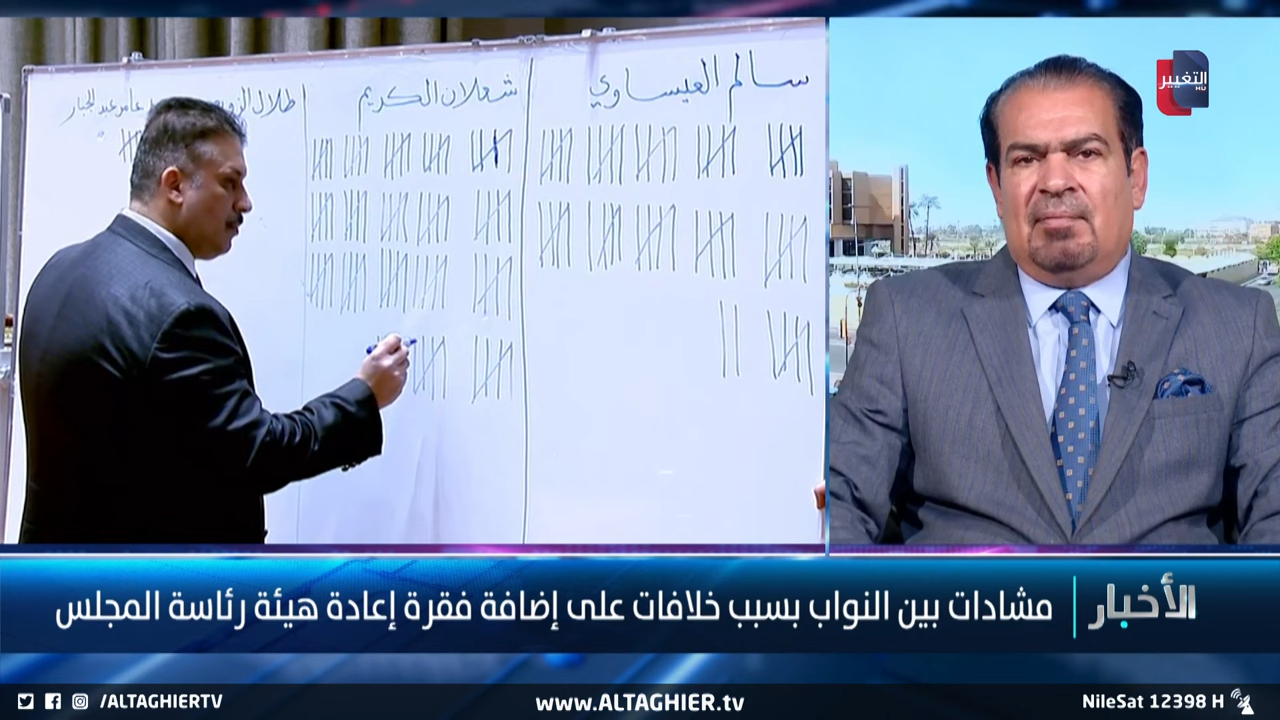 سالم العيساوي
شعلان الكريم
طلال الزوبعي
عامر عبد الجبار
التغيير
HD
الأخبار
مشادات بين النواب بسبب خلافات على إضافة فقرة إعادة هيئة رئاسة المجلس
/ALTAGHIERTV
www.ALTAGHIER.tv
NileSat 12398 H